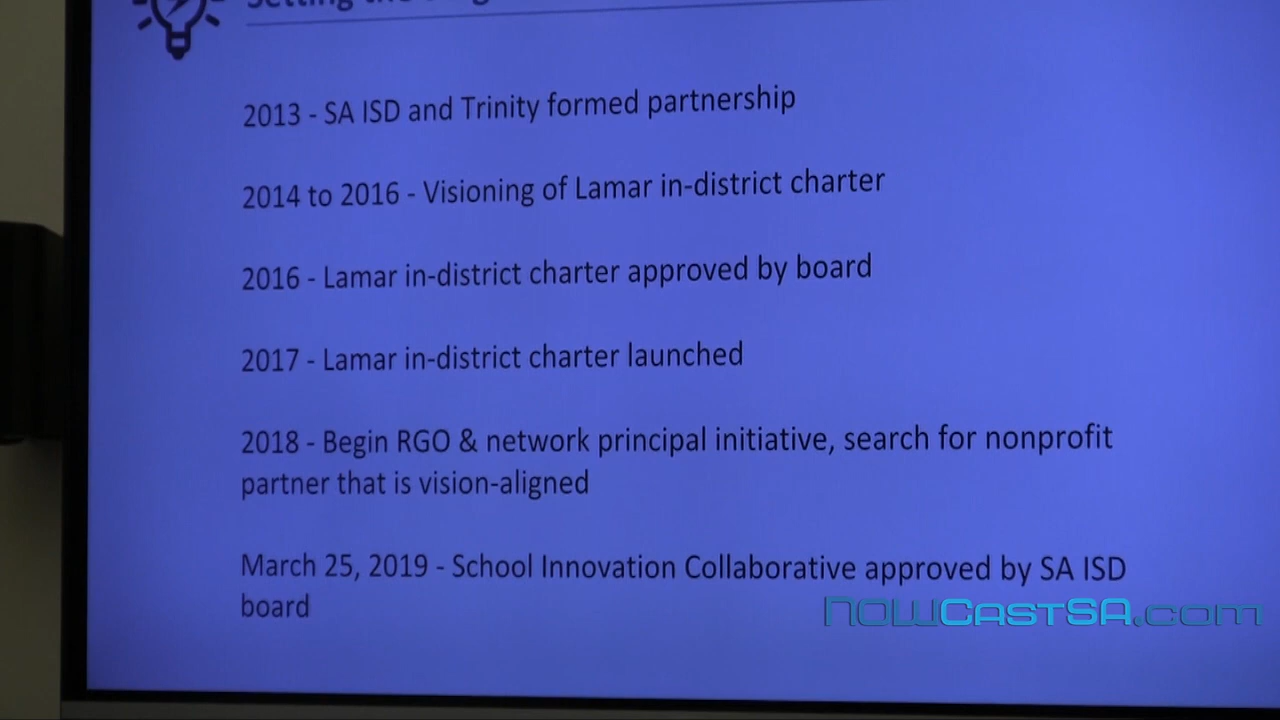 2013 - SA ISD and Trinity formed partnership
2014 to 2016 - Visioning of Lamar in-district charter
2016 - Lamar in-district charter approved by board
2017 - Lamar in-district charter launched
2018 - Begin RGO & network principal initiative, search for nonprofit
partner that is vision-aligned
March 25, 2019 - School Innovation Collaborative approved by SA ISD
board
NOWCastSA.com